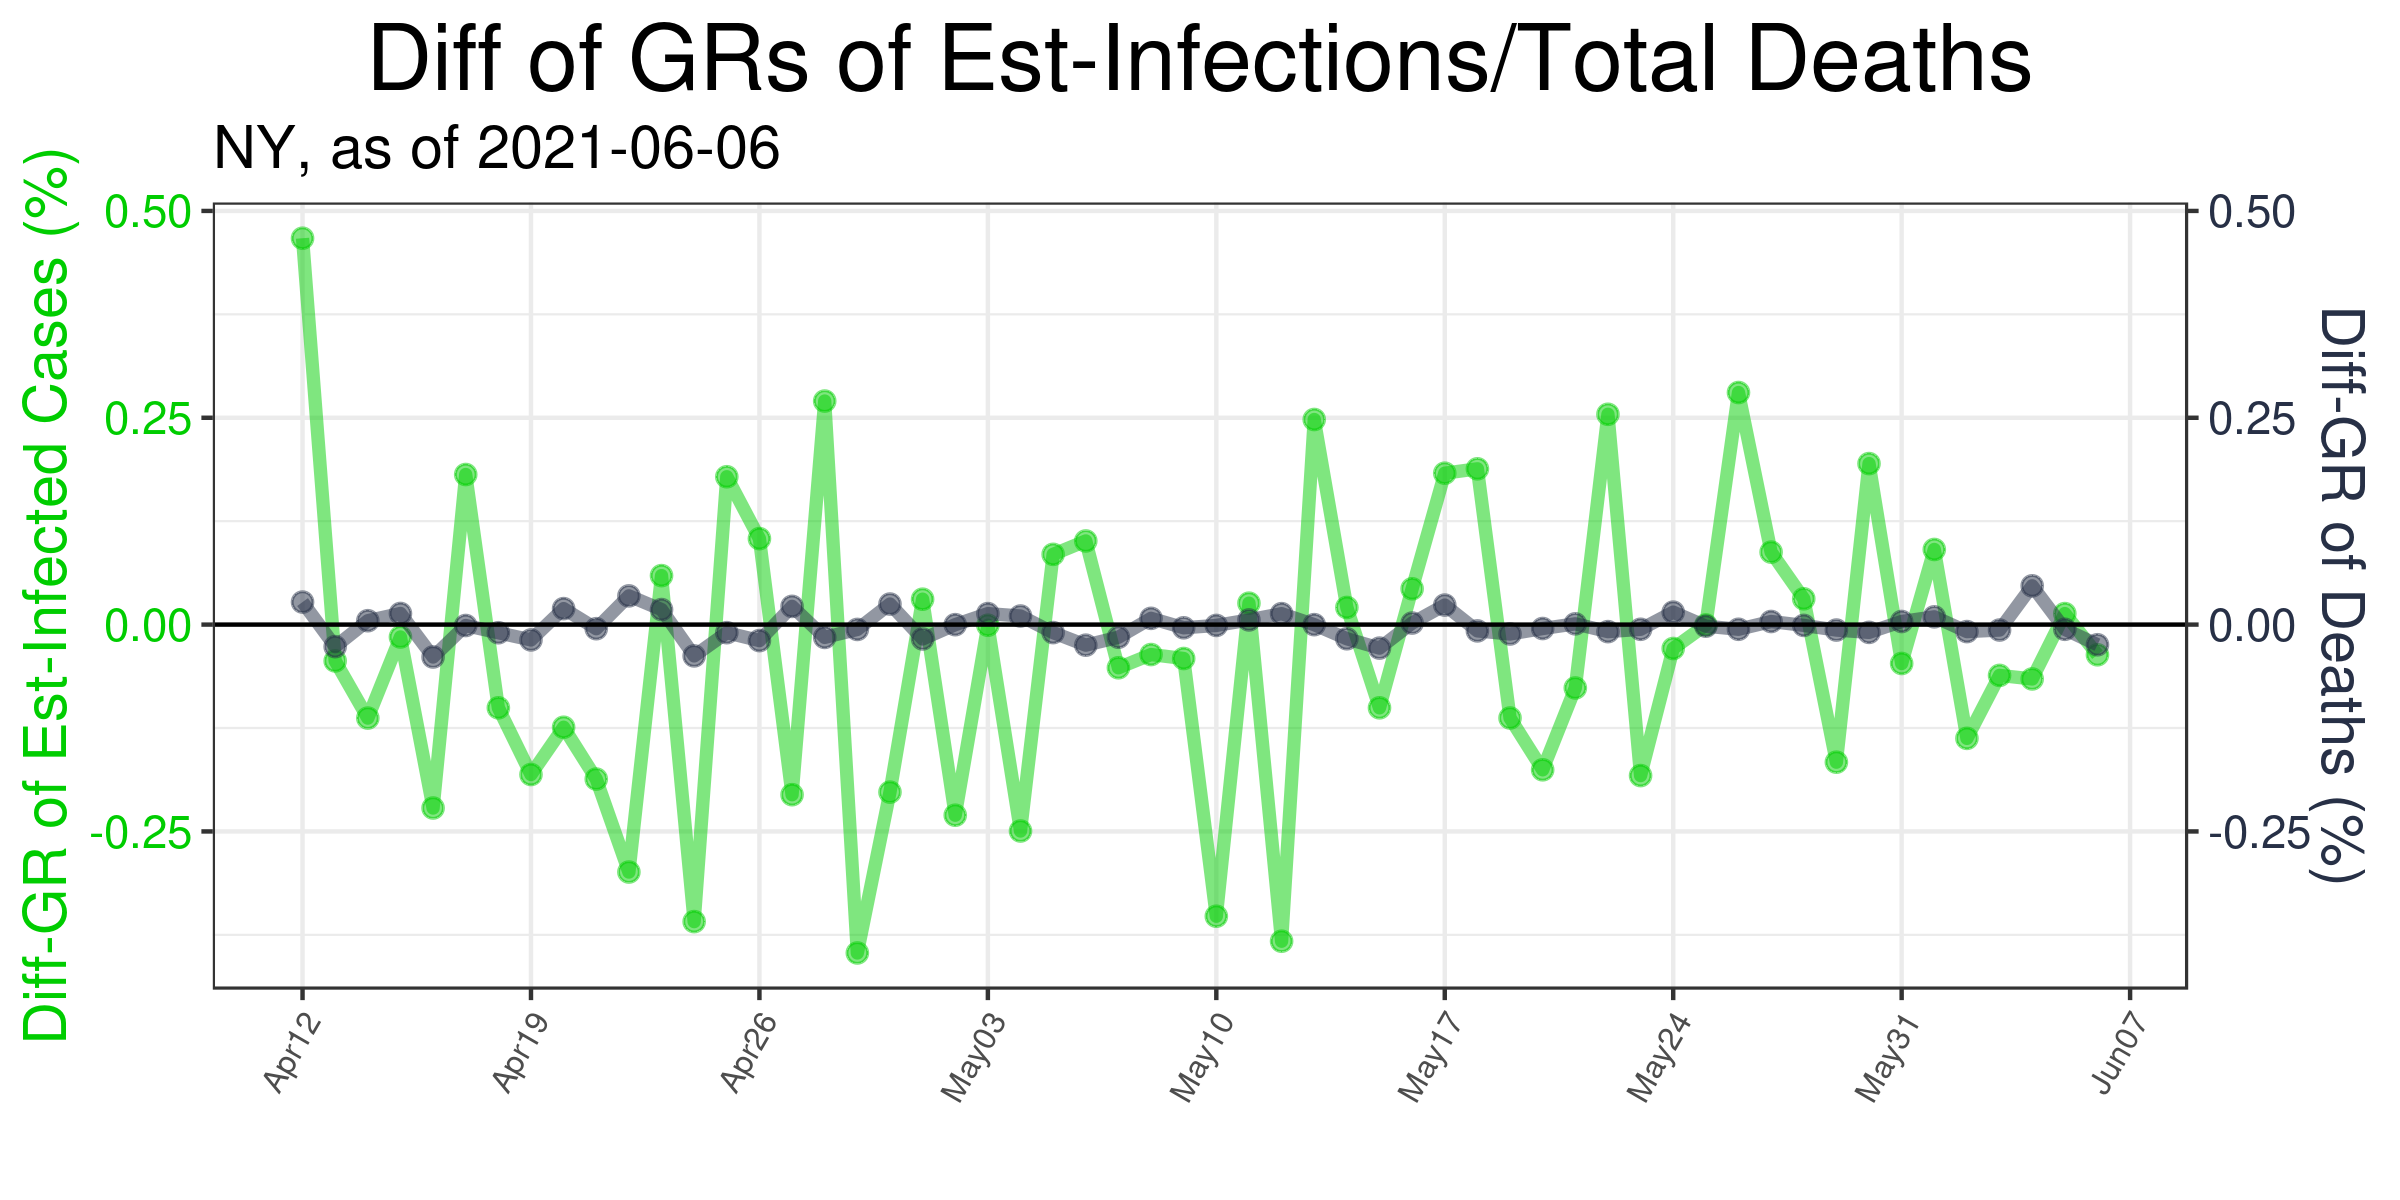 Diff of GRs of Est-Infections/Total Deaths
NY, as of 2021-06-06
Diff-GR of Est-Infected Cases (%)
0.50
0.25
0.00
-0.25
0.50
0.25
0.00
-0.25
Diff-GR of Deaths (%)
Apr12
Apr19
Apr26
May03
May10
May17
May24
May31
Jun07